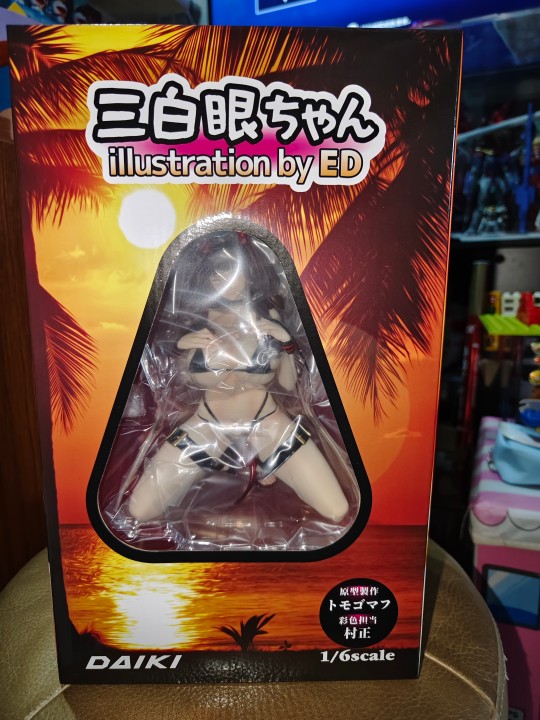 三白眼ちゃん
illustration by ED
原型製作
トモゴマフ
彩色担当
村正
1/6scale
DAIKI